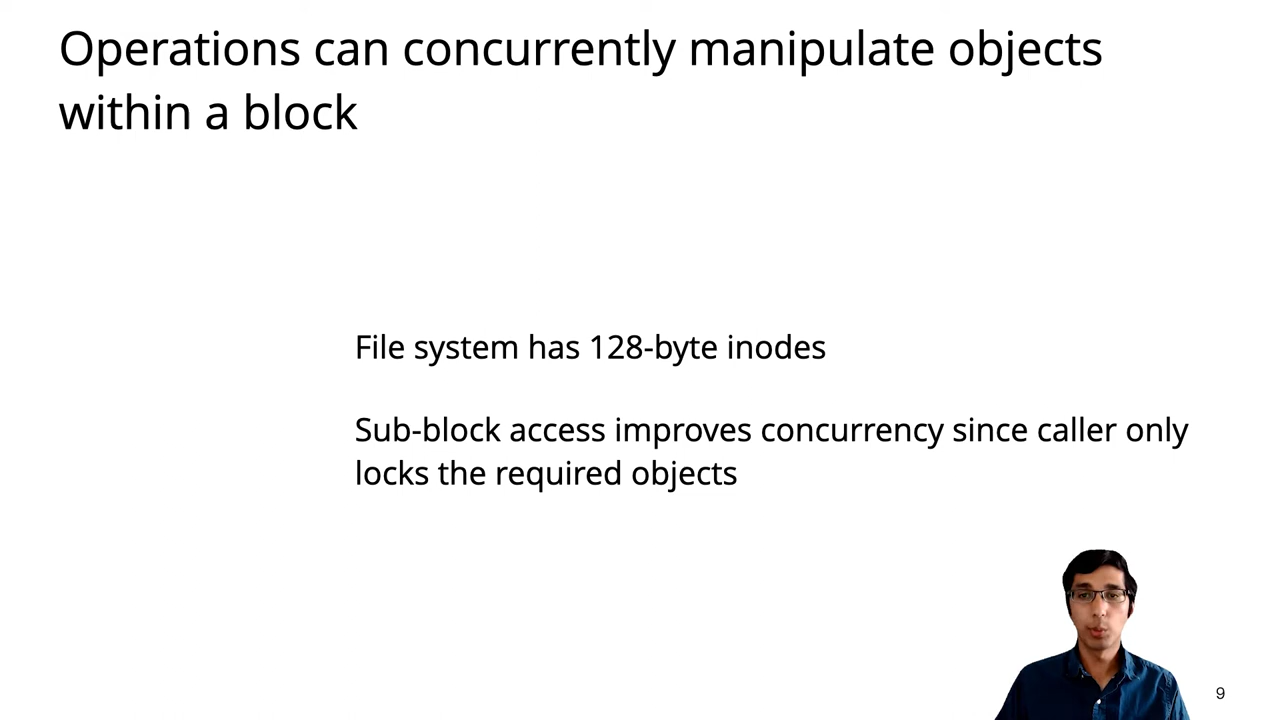 Operations can concurrently manipulate objects
within a block
File system has 128-byte inodes
Sub-block access improves concurrency since caller only
locks the required objects
9